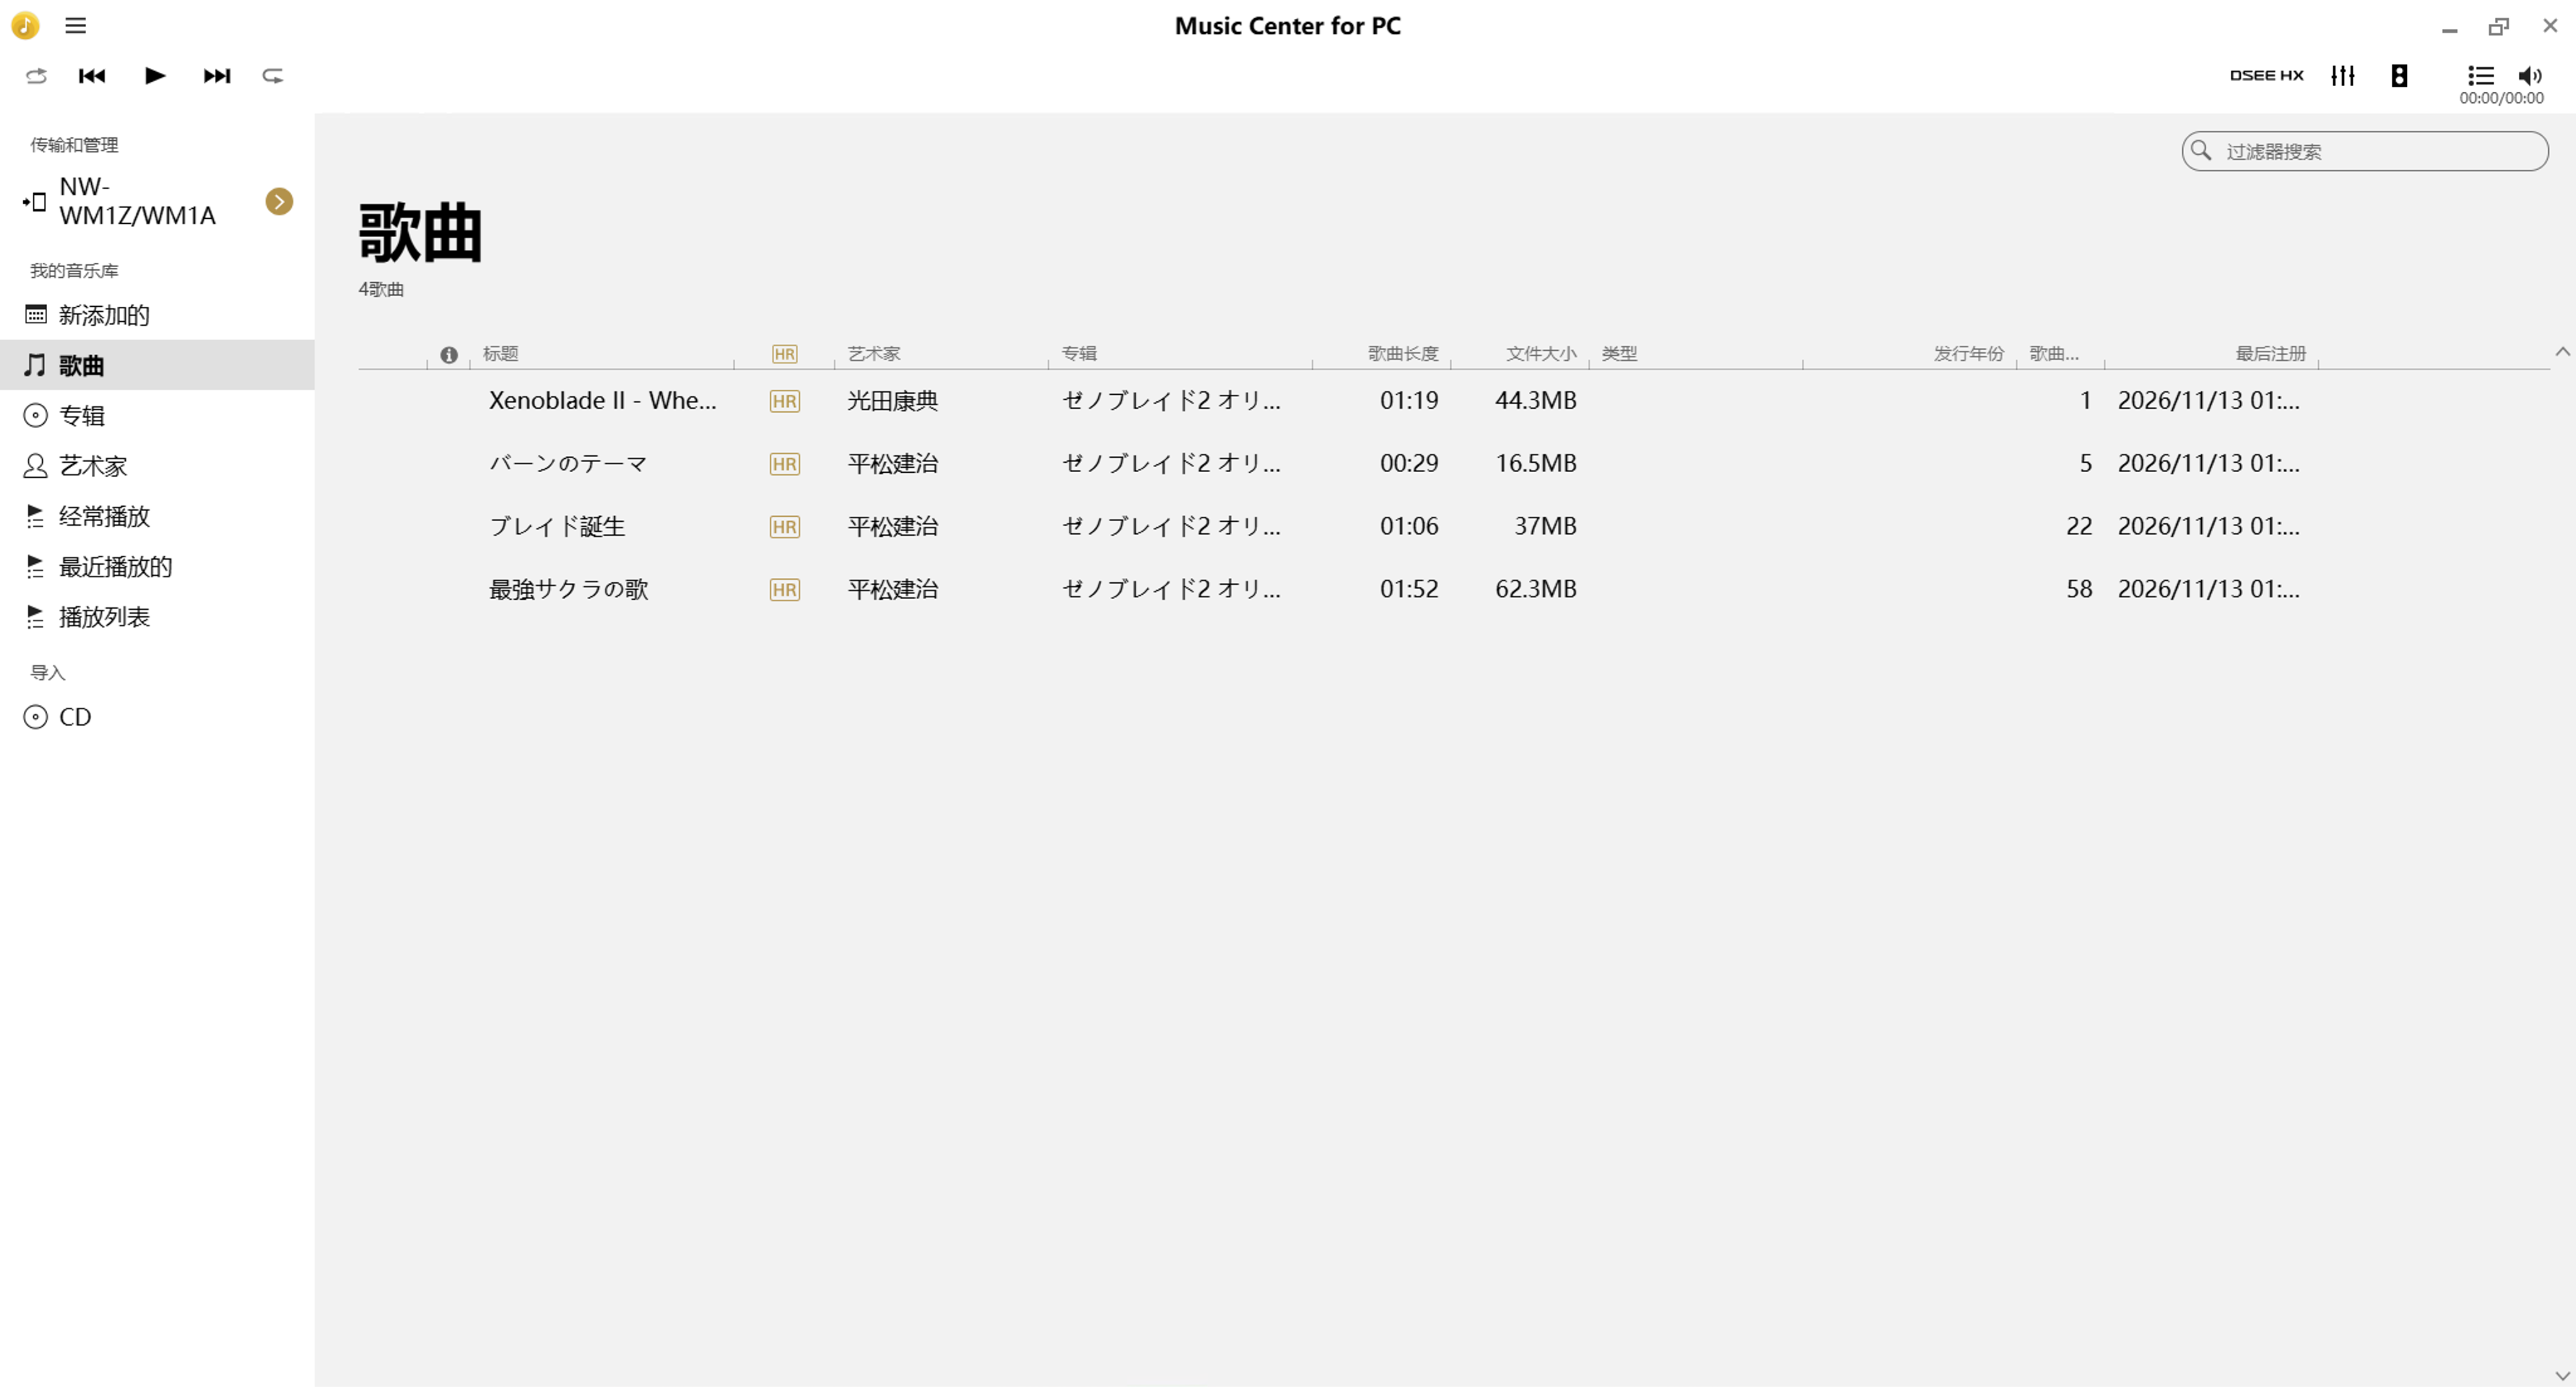 Music Center for PC
DSEE HX
00:00/00:00
传输和管理
NW-
WM1Z/WM1A
我的音乐库
新添加的
歌曲
专辑
艺术家
经常播放
最近播放的
播放列表
导入
CD
过滤器搜索
歌曲
4歌曲
标题 HR 艺术家 专辑 歌曲长度 文件大小 类型 发行年份 歌曲... 最后注册
Xenoblade II - Whe... HR 光田康典 ゼノブレイド2 オリ... 01:19 44.3MB 1 2026/11/13 01:...
バーンのテーマ HR 平松建治 ゼノブレイド2 オリ... 00:29 16.5MB 5 2026/11/13 01:...
ブレイド誕生 HR 平松建治 ゼノブレイド2 オリ... 01:06 37MB 22 2026/11/13 01:...
最強サクラの歌 HR 平松建治 ゼノブレイド2 オリ... 01:52 62.3MB 58 2026/11/13 01:...